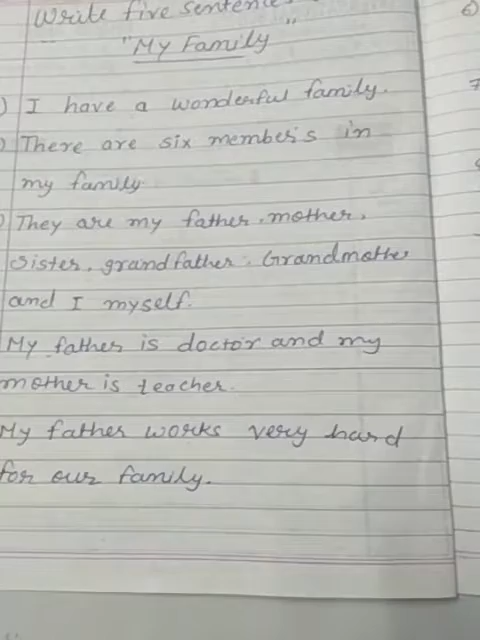 Write five sentence
"My Family"
) I have a wonderful family.
) There are six member's in
my family
) They are my father, mother,
sister, grandfather, Grandmother
and I myself.
My father is doctor and my
mother is teacher.
My father works very hard
for our family.